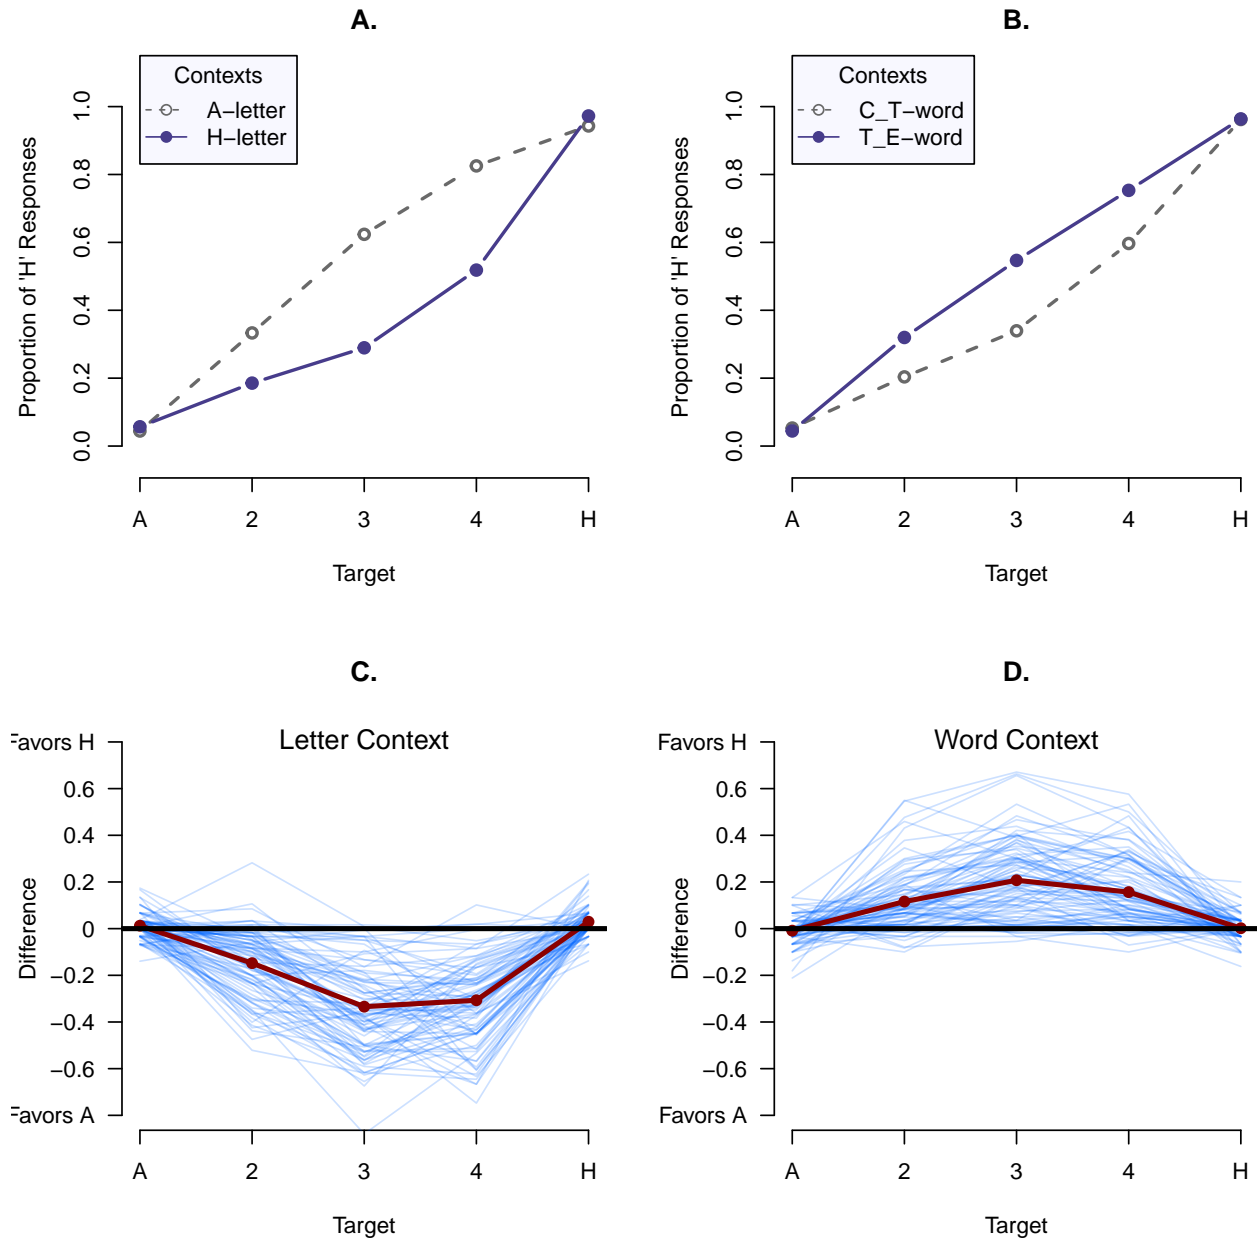 A.
Contexts
A−letter
H−letter
Proportion of 'H' Responses
1.0
0.8
0.6
0.4
0.2
0.0
A 2 3 4 H
Target
B.
Contexts
C_T−word
T_E−word
Proportion of 'H' Responses
1.0
0.8
0.6
0.4
0.2
0.0
A 2 3 4 H
Target
C.
Letter Context
Favors H
0.6
0.4
0.2
0
−0.2
−0.4
−0.6
Favors A
Difference
A 2 3 4 H
Target
D.
Word Context
Favors H
0.6
0.4
0.2
0
−0.2
−0.4
−0.6
Favors A
Difference
A 2 3 4 H
Target